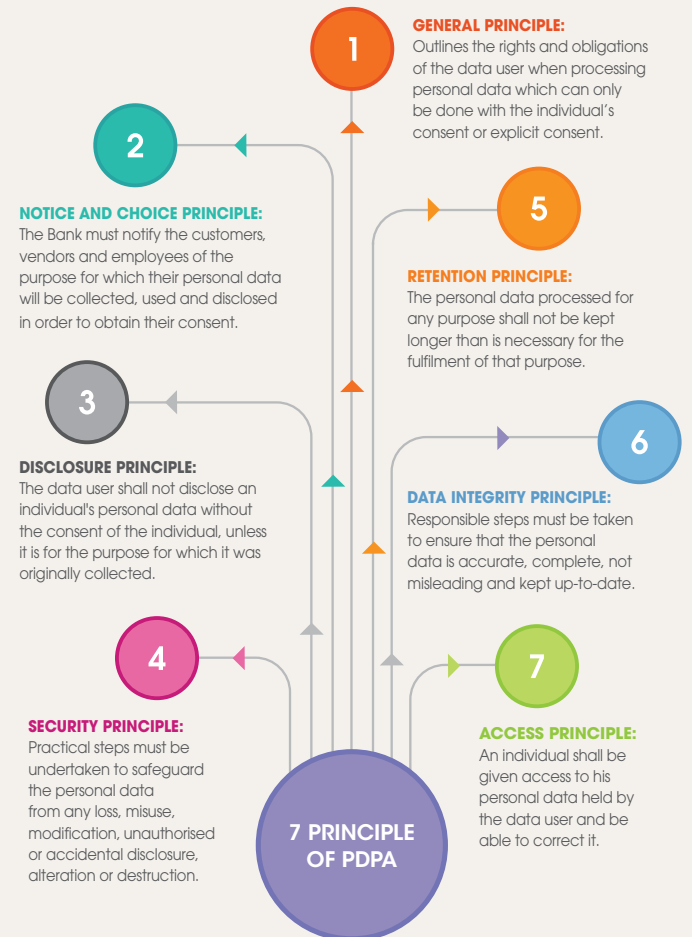 1
GENERAL PRINCIPLE:
Outlines the rights and obligations
of the data user when processing
personal data which can only
be done with the individual’s
consent or explicit consent.
2
NOTICE AND CHOICE PRINCIPLE:
The Bank must notify the customers,
vendors and employees of the
purpose for which their personal data
will be collected, used and disclosed
in order to obtain their consent.
3
DISCLOSURE PRINCIPLE:
The data user shall not disclose an
individual's personal data without
the consent of the individual, unless
it is for the purpose for which it was
originally collected.
4
SECURITY PRINCIPLE:
Practical steps must be
undertaken to safeguard
the personal data
from any loss, misuse,
modification, unauthorised
or accidental disclosure,
alteration or destruction.
5
RETENTION PRINCIPLE:
The personal data processed for
any purpose shall not be kept
longer than is necessary for the
fulfilment of that purpose.
6
DATA INTEGRITY PRINCIPLE:
Responsible steps must be taken
to ensure that the personal
data is accurate, complete, not
misleading and kept up-to-date.
7
ACCESS PRINCIPLE:
An individual shall be
given access to his
personal data held by
the data user and be
able to correct it.
7 PRINCIPLE
OF PDPA